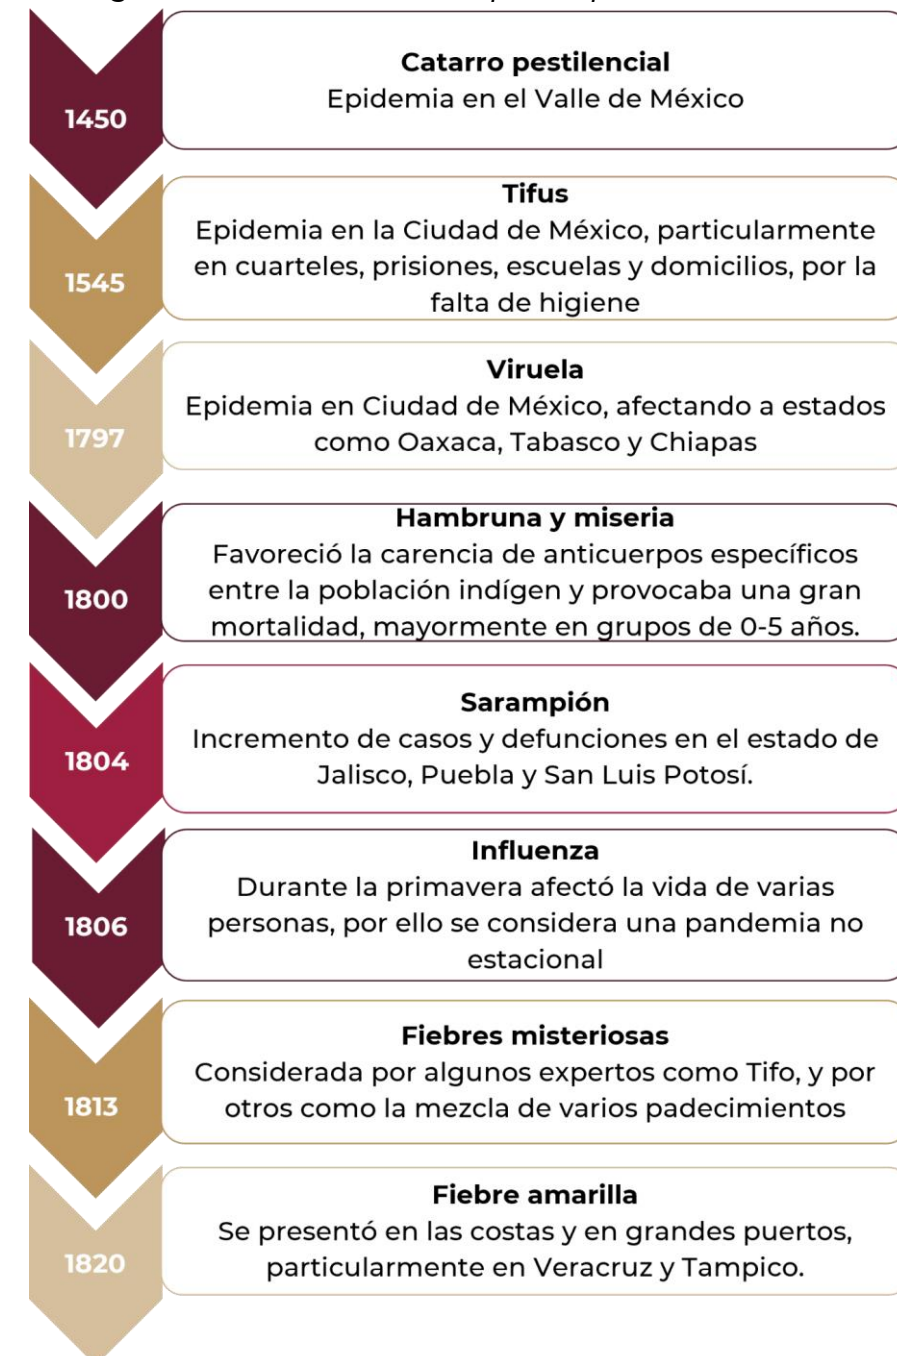 1450
Catarro pestilencial
Epidemia en el Valle de México
1545
Tifus
Epidemia en la Ciudad de México, particularmente
en cuarteles, prisiones, escuelas y domicilios, por la
falta de higiene
1797
Viruela
Epidemia en Ciudad de México, afectando a estados
como Oaxaca, Tabasco y Chiapas
1800
Hambruna y miseria
Favoreció la carencia de anticuerpos específicos
entre la población indígen y provocaba una gran
mortalidad, mayormente en grupos de 0-5 años.
1804
Sarampión
Incremento de casos y defunciones en el estado de
Jalisco, Puebla y San Luis Potosí.
1806
Influenza
Durante la primavera afectó la vida de varias
personas, por ello se considera una pandemia no
estacional
1813
Fiebres misteriosas
Considerada por algunos expertos como Tifo, y por
otros como la mezcla de varios padecimientos
1820
Fiebre amarilla
Se presentó en las costas y en grandes puertos,
particularmente en Veracruz y Tampico.